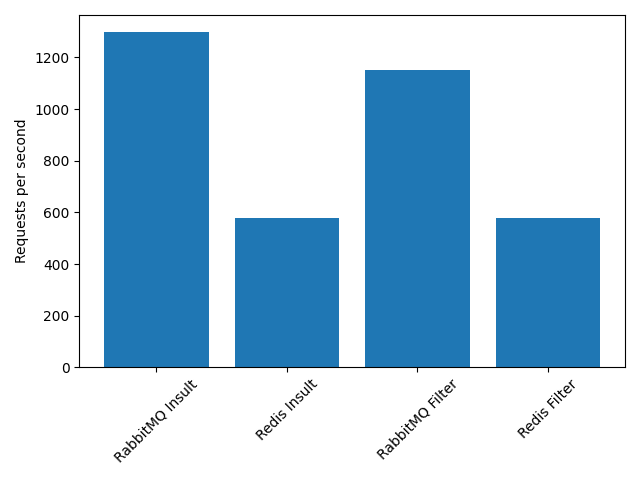 Requests per second
1200
1000
800
600
400
200
0
RabbitMQ Insult
Redis Insult
RabbitMQ Filter
Redis Filter